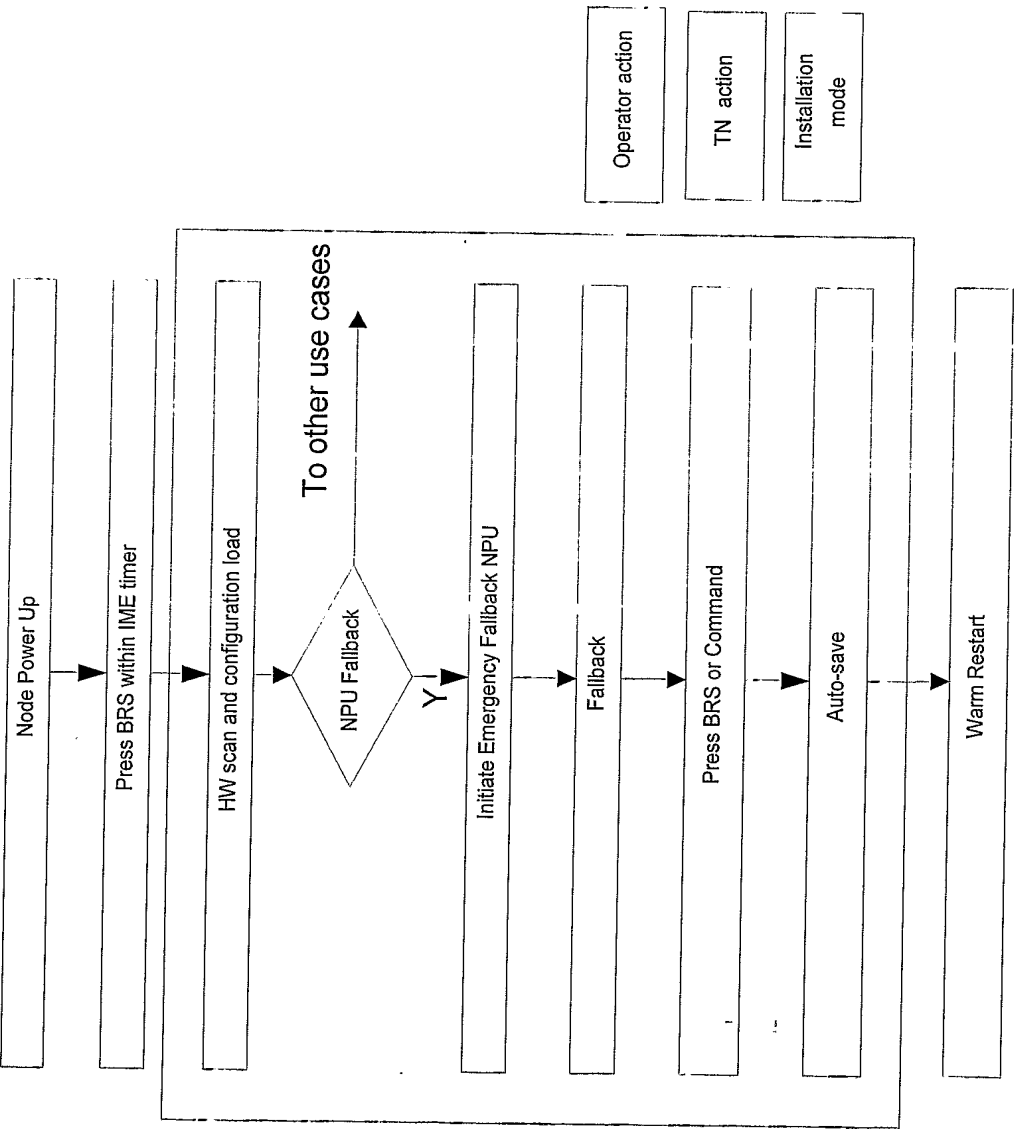 Node Power Up
Press BRS within IME timer
HW scan and configuration load
NPU Fallback
To other use cases
Y
Initiate Emergency Fallback NPU
Fallback
Press BRS or Command
Auto-save
Warm Restart
Operator action
TN action
Installation
mode